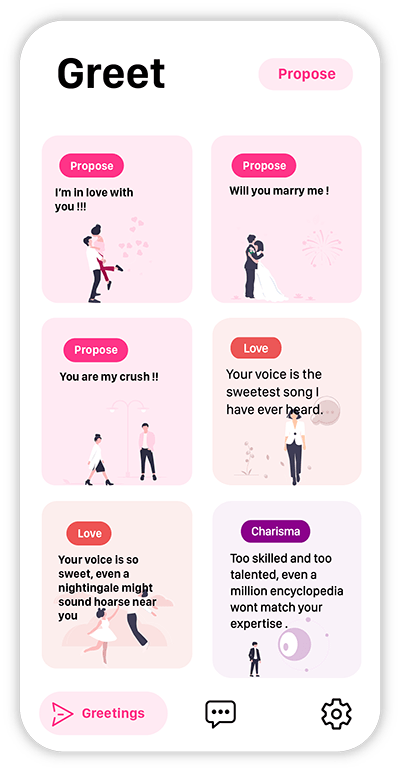 Greet
Propose
Propose
I'm in love with
you !!!
Propose
Will you marry me !
Propose
You are my crush !!
Love
Your voice is the
sweetest song I
have ever heard.
Love
Your voice is so
sweet, even a
nightingale might
sound hoarse near
you
Charisma
Too skilled and too
talented, even a
million encyclopedia
wont match your
expertise .
Greetings